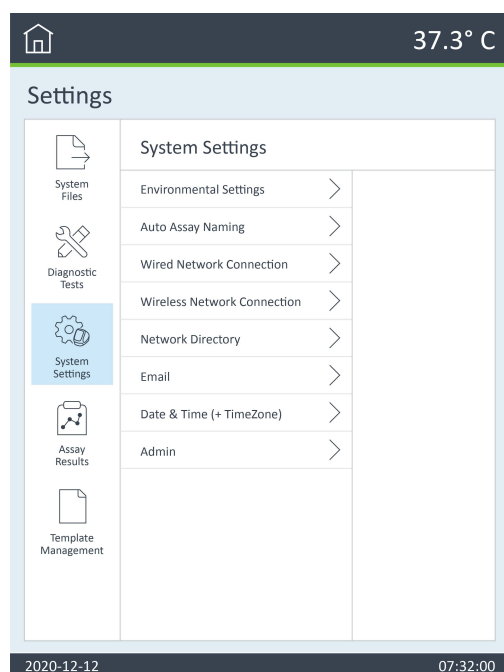 37.3° C
Settings
System
Files
Diagnostic
Tests
System
Settings
Assay
Results
Template
Management
System Settings
Environmental Settings
Auto Assay Naming
Wired Network Connection
Wireless Network Connection
Network Directory
Email
Date & Time (+ TimeZone)
Admin
2020-12-12
07:32:00